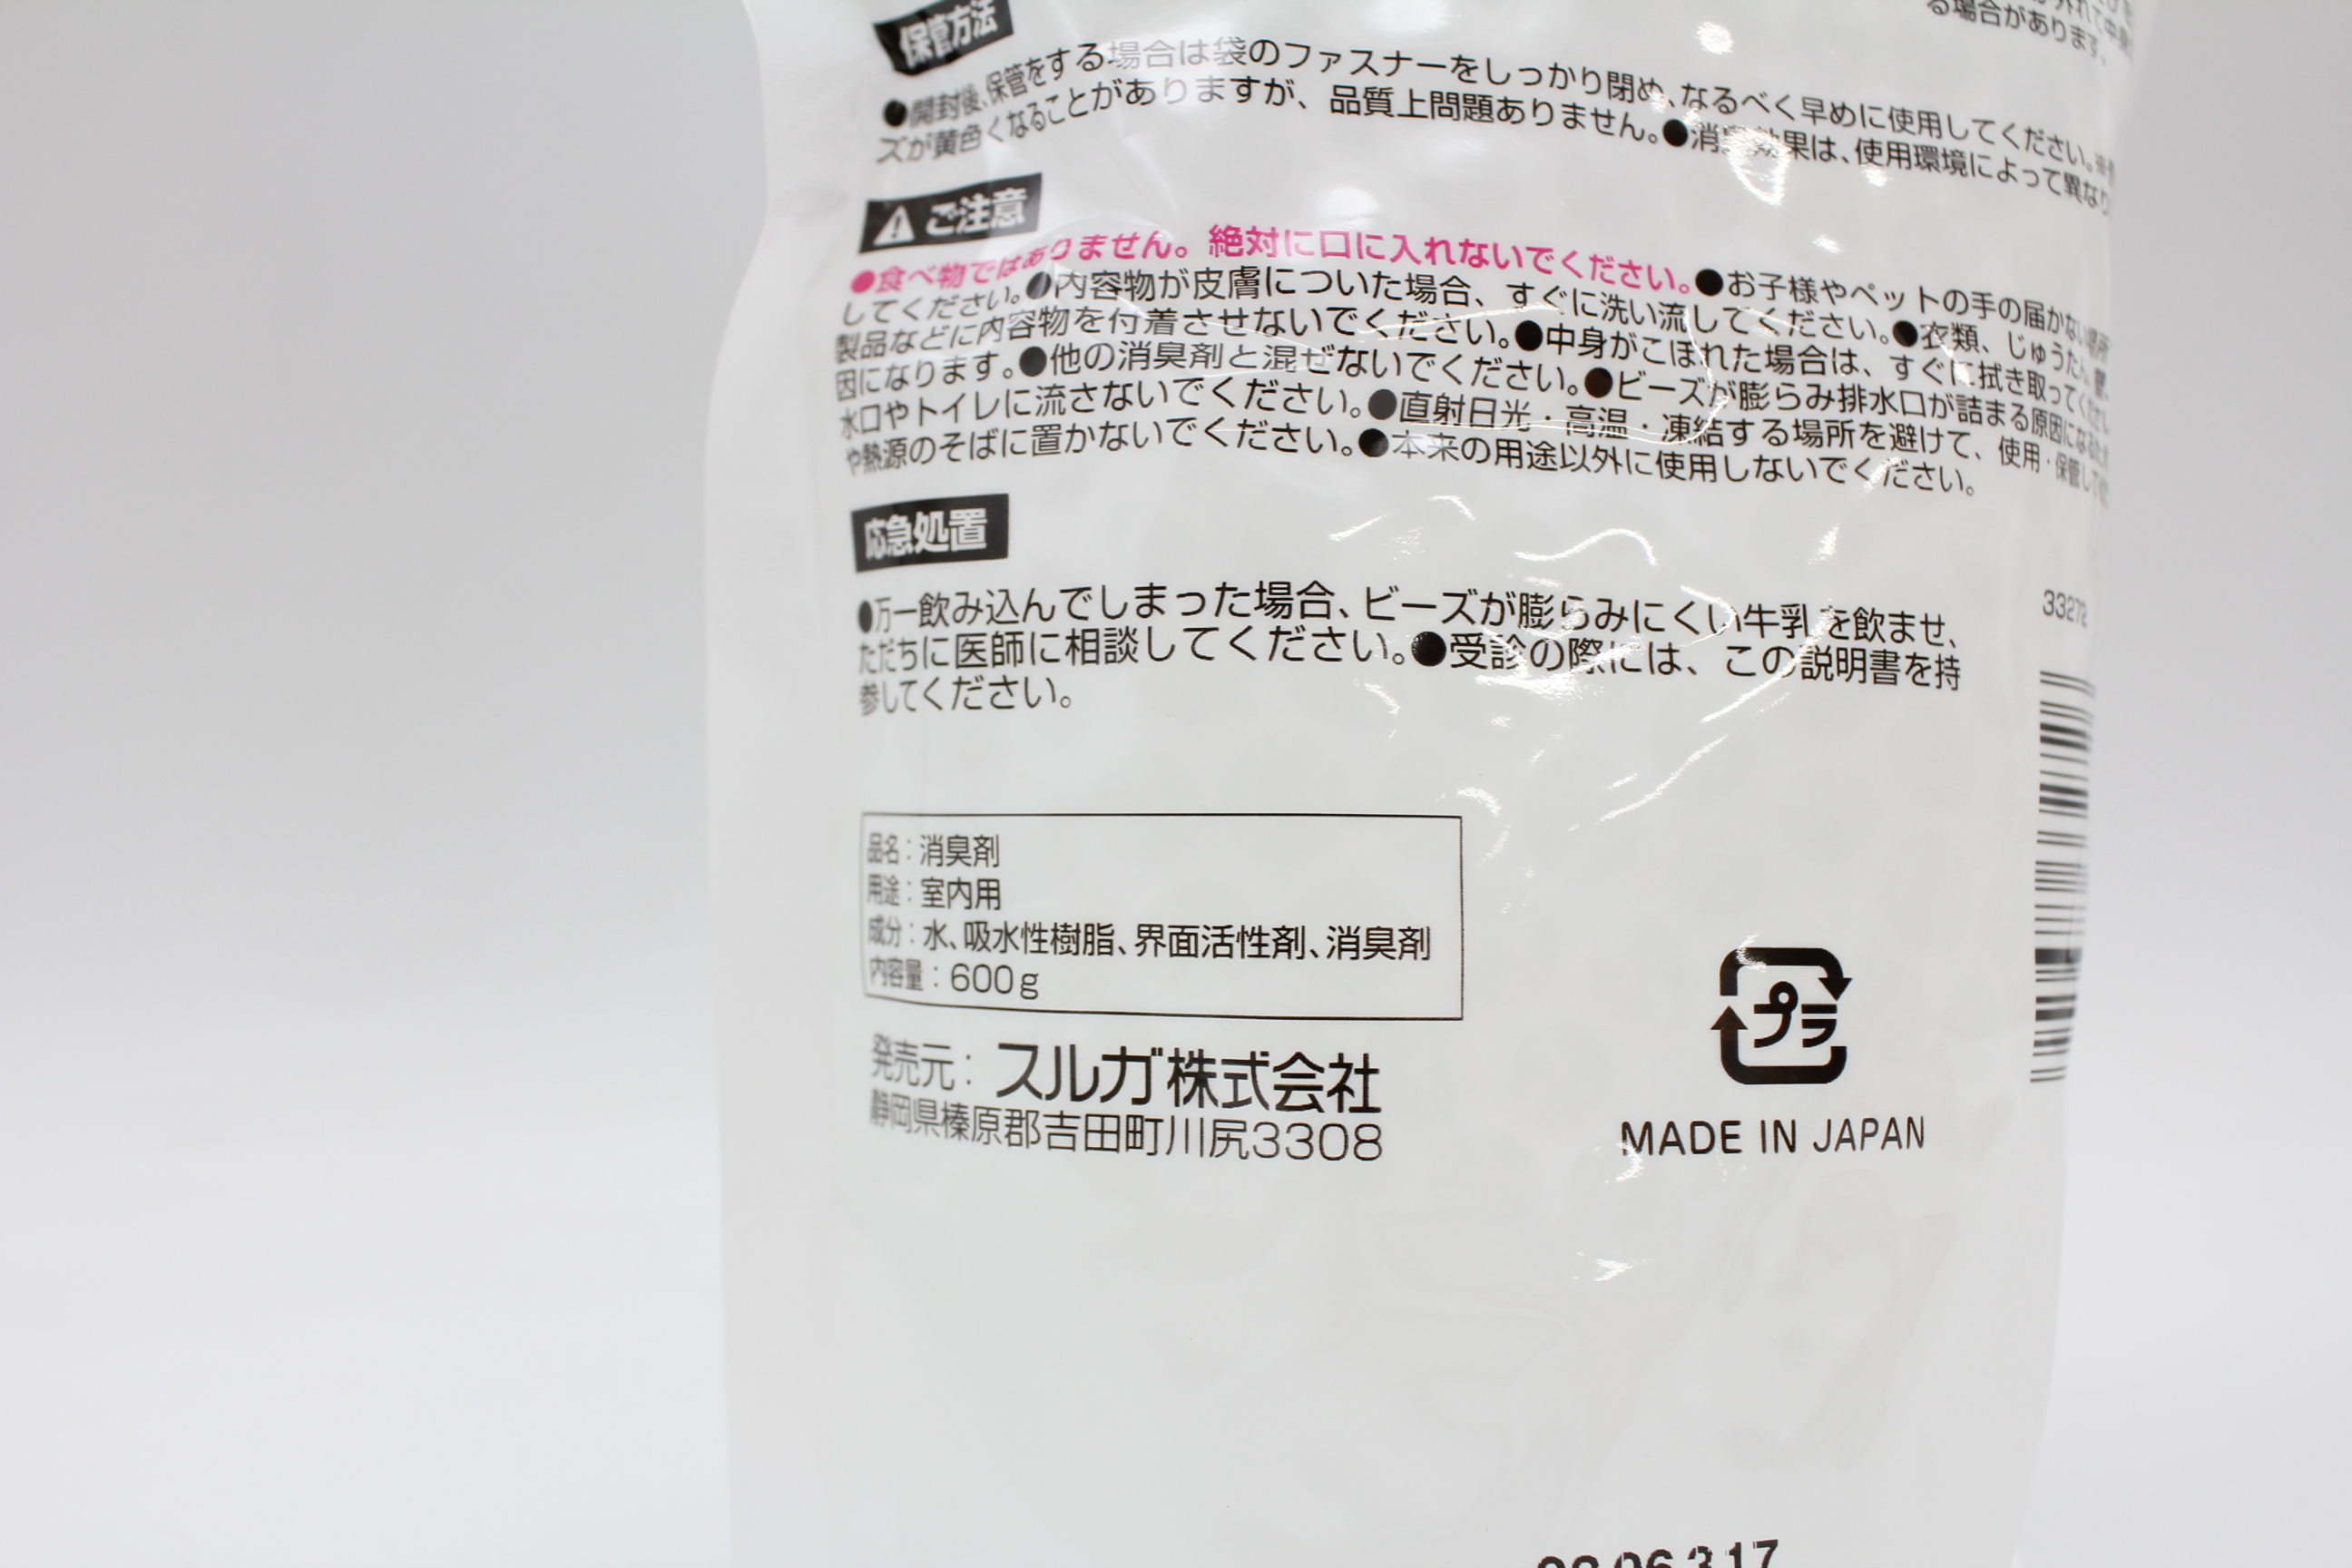 る場合があります。
保管方法
●開封後、保管をする場合は袋のファスナーをしっかり閉め、なるべく早めに使用してください。※
ズが黄色くなることがありますが、品質上問題ありません。●消臭効果は、使用環境によって異なり
ご注意
●食べ物ではありません。絶対に口に入れないでください。●お子様やペットの手の届かない場所
してください。●内容物が皮膚についた場合、すぐに洗い流してください。●衣類、じゅうたん、
製品などに内容物を付着させないでください。●中身がこぼれた場合は、すぐに拭き取ってください
因になります。●他の消臭剤と混ぜないでください。●ビーズが膨らみ排水口が詰まる原因になるため
水口やトイレに流さないでください。●直射日光・高温・凍結する場所を避けて、使用・保管して
や熱源のそばに置かないでください。●本来の用途以外に使用しないでください。
応急処置
●万一飲み込んでしまった場合、ビーズが膨らみにくい牛乳を飲ませ、
ただちに医師に相談してください。●受診の際には、この説明書を持
参してください。
33272
品名：消臭剤
用途：室内用
成分：水、吸水性樹脂、界面活性剤、消臭剤
内容量：600g
発売元：スルガ株式会社
静岡県榛原郡吉田町川尻3308
プラ
MADE IN JAPAN